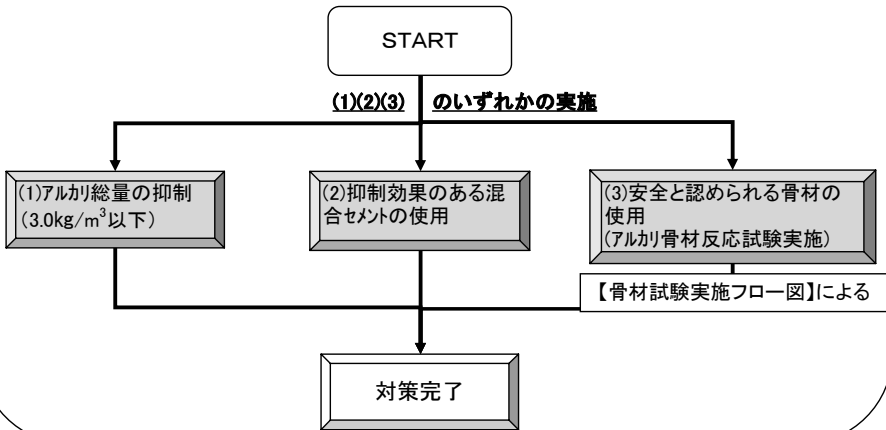 START
(1)(2)(3) のいずれかの実施
(1)アルカリ総量の抑制
(3.0kg/m³以下)
(2)抑制効果のある混
合セメントの使用
(3)安全と認められる骨材の
使用
(アルカリ骨材反応試験実施)
【骨材試験実施フロー図】による
対策完了